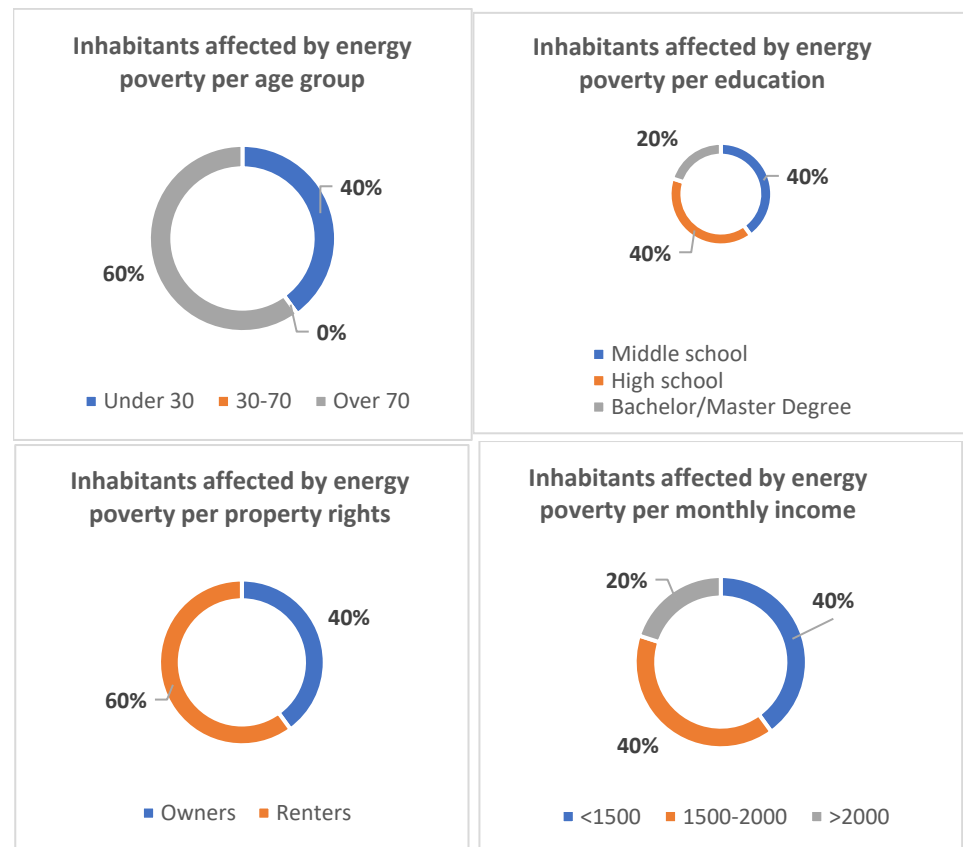 Inhabitants affected by energy
poverty per age group
40%
60%
0%
Under 30 30-70 Over 70
Inhabitants affected by energy
poverty per education
20%
40%
40%
Middle school
High school
Bachelor/Master Degree
Inhabitants affected by energy
poverty per property rights
40%
60%
Owners Renters
Inhabitants affected by energy
poverty per monthly income
20%
40%
40%
<1500 1500-2000 >2000